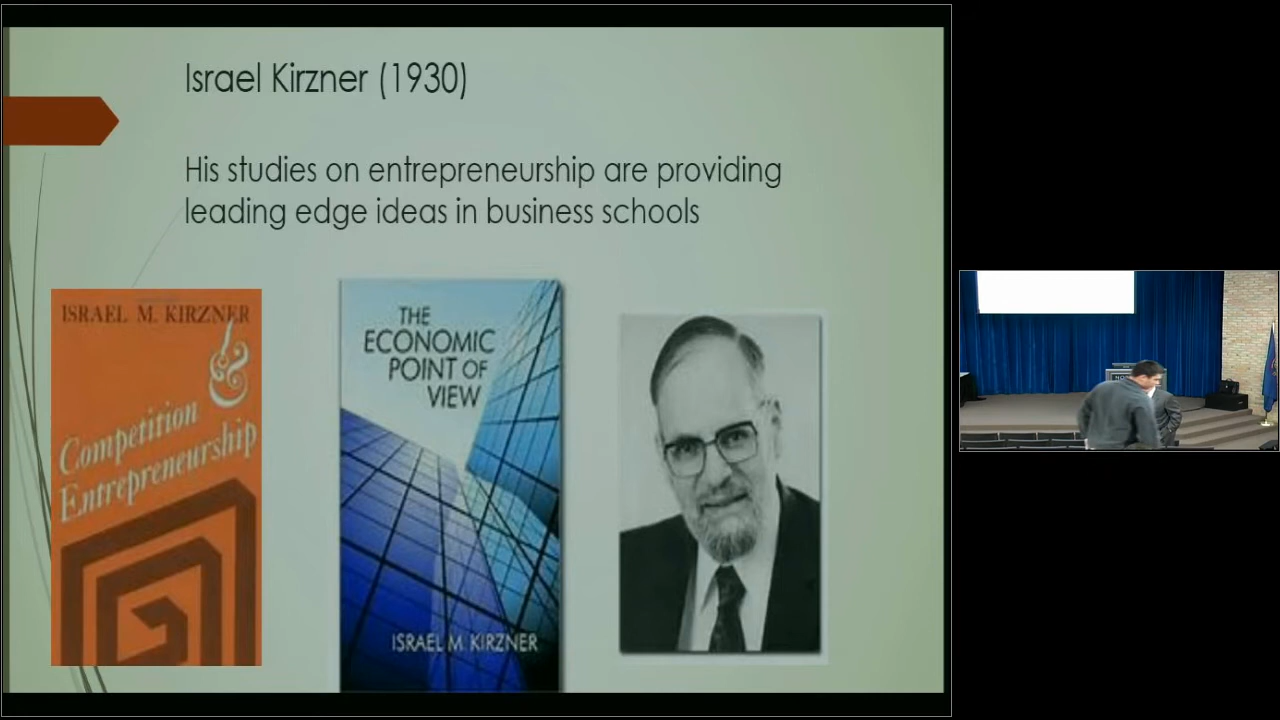 Israel Kirzner (1930)
His studies on entrepreneurship are providing
leading edge ideas in business schools
ISRAEL M. KIRZNER
&
Competition
Entrepreneurship
THE
ECONOMIC
POINT OF
VIEW
ISRAEL M. KIRZNER